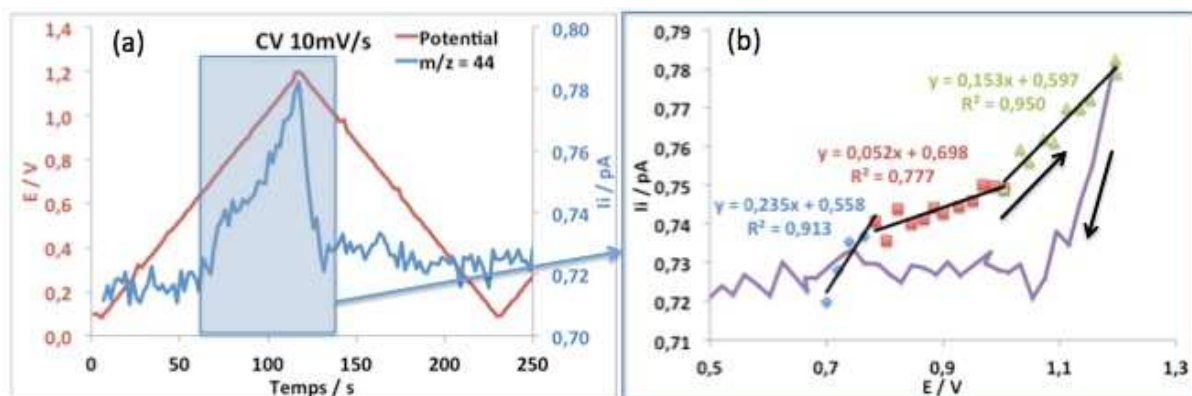 (a)
CV 10mV/s
Potential
m/z = 44
1,4
1,2
1,0
0,8
0,6
0,4
0,2
0,0
E / V
0
50
100
150
200
250
Temps / s
0,80
0,78
0,76
0,74
0,72
0,70
Ii / pA
(b)
y = 0,153x + 0,597
R² = 0,950
y = 0,052x + 0,698
R² = 0,777
y = 0,235x + 0,558
R² = 0,913
0,79
0,78
0,77
0,76
0,75
0,74
0,73
0,72
0,71
Ii / pA
0,5
0,7
0,9
1,1
1,3
E / V